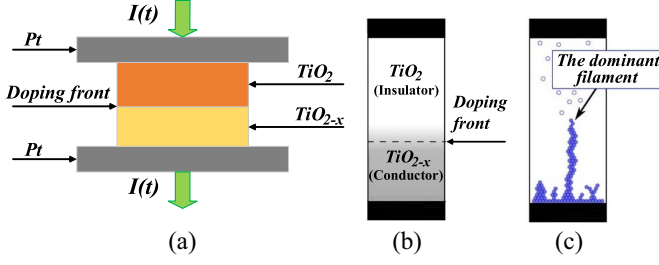 I(t)
Pt
TiO2
Doping front
TiO2-x
Pt
I(t)
(a)
TiO2
(Insulator)
Doping
front
TiO2-x
(Conductor)
(b)
The dominant
filament
(c)